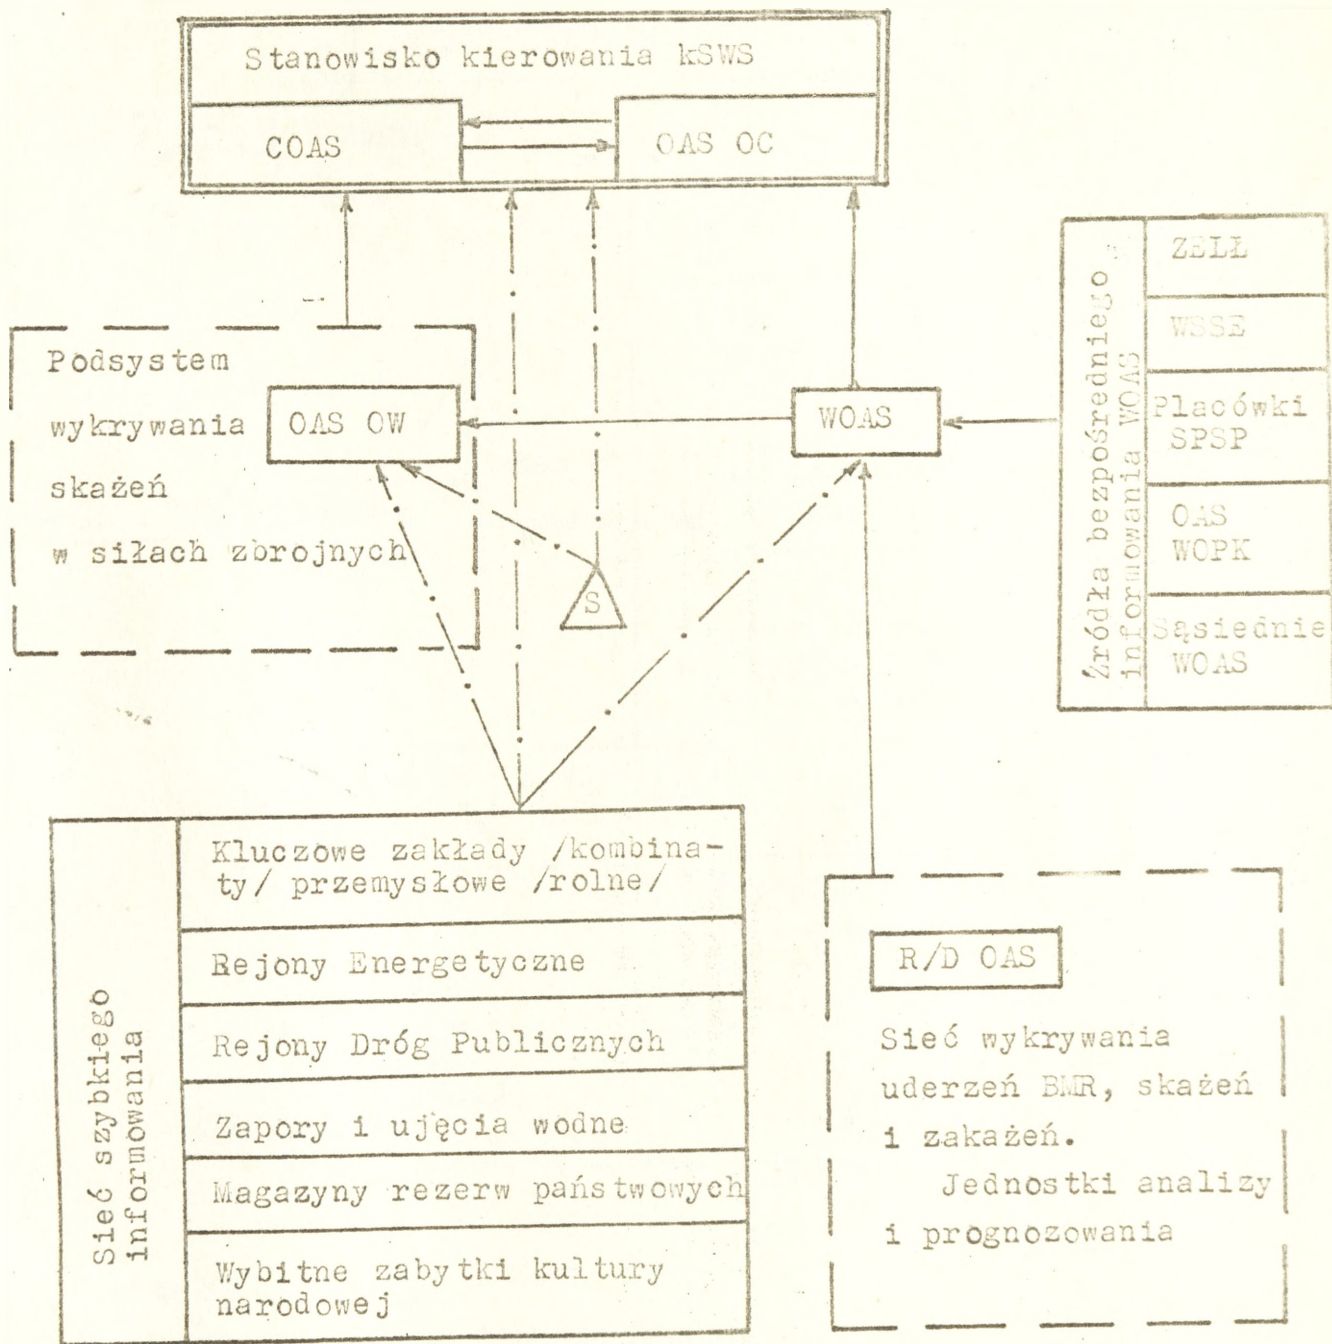 Stanowisko kierowania kSWS
COAS
OAS OC
Podsystem
wykrywania
skażeń
w siłach zbrojnych
OAS OW
WOAS
S
Źródła bezpośredniego
informowania WOAS
ZELŁ
WSSE
Placówki
SPSP
OAS
WOPK
Sąsiednie
WOAS
Sieć szybkiego
informowania
Kluczowe zakłady /kombina-
ty/ przemysłowe /rolne/
Rejony Energetyczne
Rejony Dróg Publicznych
Zapory i ujęcia wodne
Magazyny rezerw państwowych
Wybitne zabytki kultury
narodowej
R/D OAS
Sieć wykrywania
uderzeń BMR, skażeń
i zakażeń.
Jednostki analizy
i prognozowania